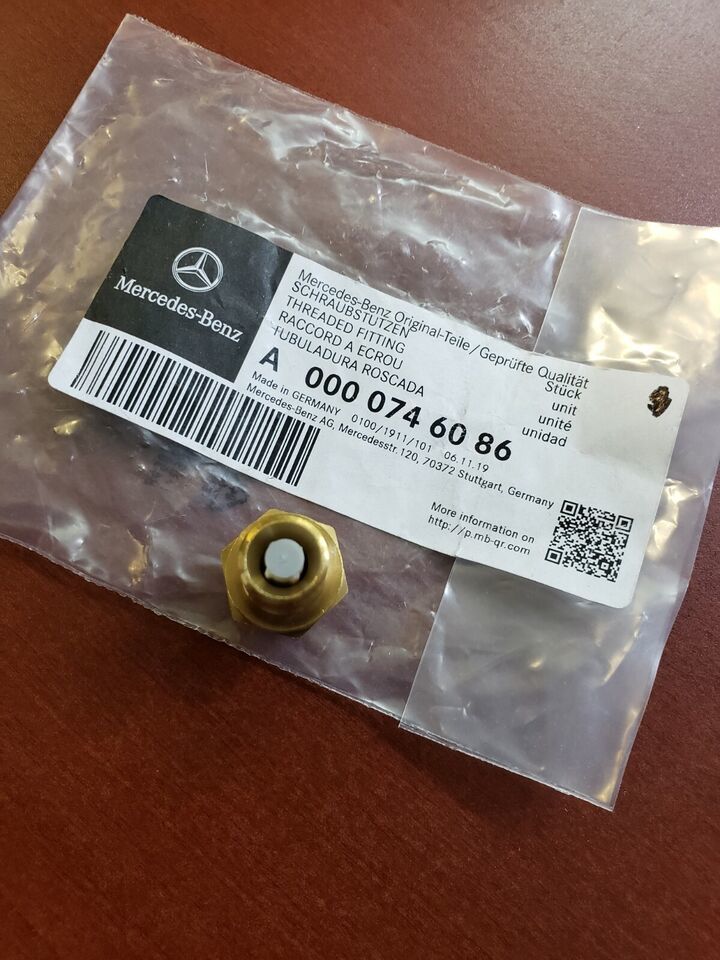 Mercedes-Benz
Mercedes-Benz Original-Teile/Geprüfte Qualität
SCHRAUBSTUTZEN Stück
THREADED FITTING unit
RACCORD A ECROU unité
TUBULADURA ROSCADA unidad
A 000 074 60 86
Made in GERMANY 0100/1911/101 06.11.19
Mercedes-Benz AG, Mercedesstr.120, 70372 Stuttgart, Germany
More information on
http://p.mb-qr.com